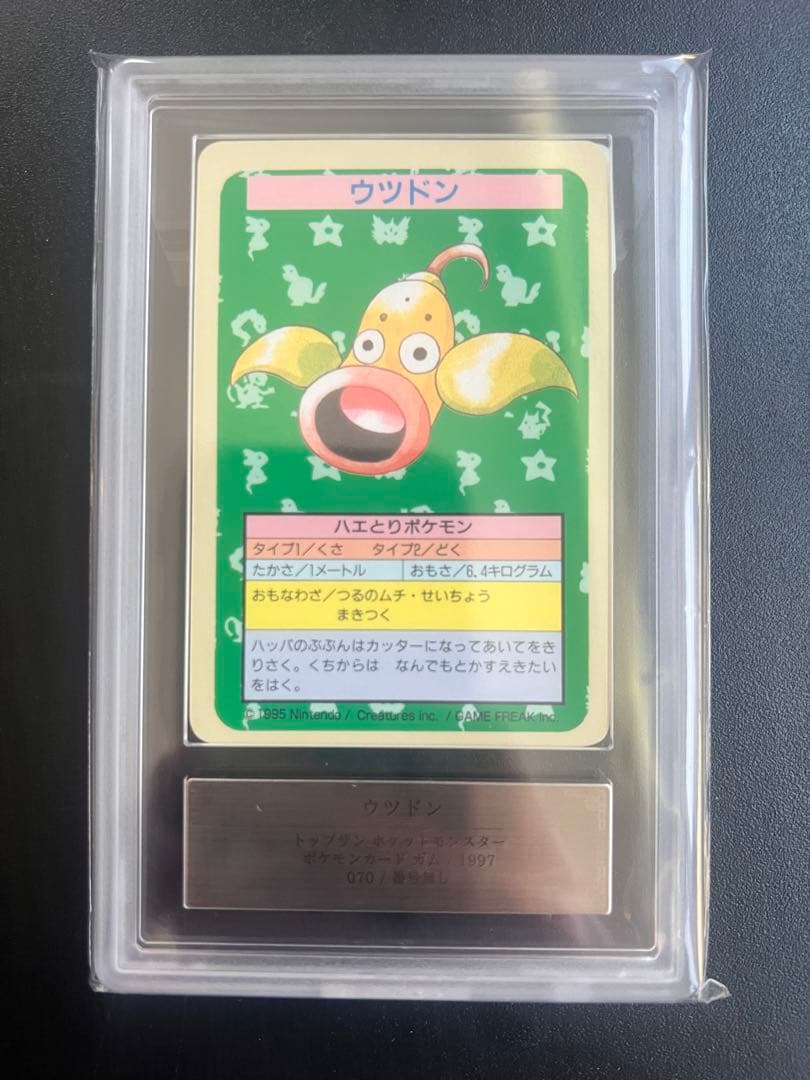 ウツドン
ハエとりポケモン
タイプ1/くさ タイプ2/どく
たかさ/1メートル おもさ/6.4キログラム
おもなわざ/つるのムチ・せいちょう
まきつく
ハッパのぶぶんはカッターになってあいてをき
りさく。くちからは なんでもとかすえきたい
をはく。
© 1995 Nintendo / Creatures inc. / GAME FREAK inc.
ウツドン
トップサン ポケットモンスター
ポケモンカード ガム / 1997
070 / 番号無し